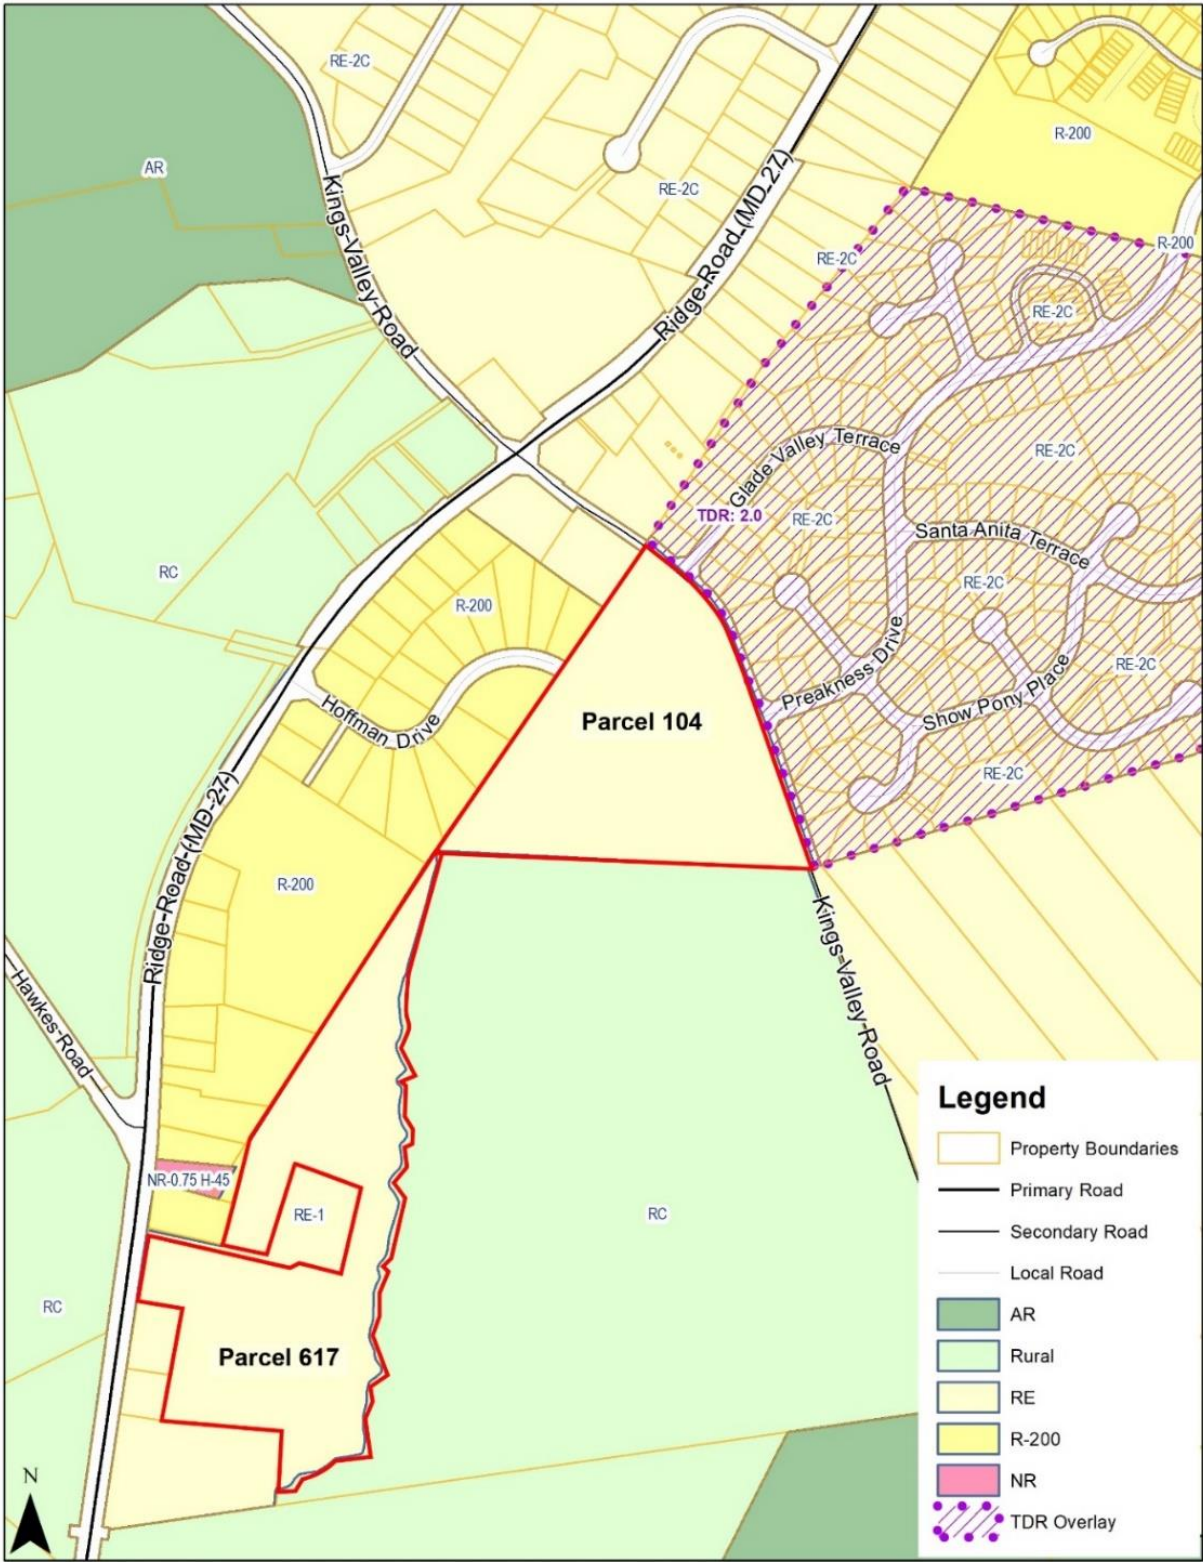 RE-2C
R-200
AR
Kings-Valley-Road
RE-2C
Ridge-Road-(MD-27)
R-200
RE-2C
RE-2C
Glade Valley Terrace
RE-2C
TDR: 2.0
RE-2C
Santa Anita Terrace
RC
RE-2C
R-200
Preakness Drive
RE-2C
Show Pony Place
Hoffman Drive
Parcel 104
RE-2C
Ridge-Road-(MD-27)
R-200
Kings-Valley-Road
Hawkes-Road
NR-0.75 H-45
RE-1
RC
RC
Parcel 617
Legend
Property Boundaries
Primary Road
Secondary Road
Local Road
AR
Rural
RE
R-200
NR
TDR Overlay
N